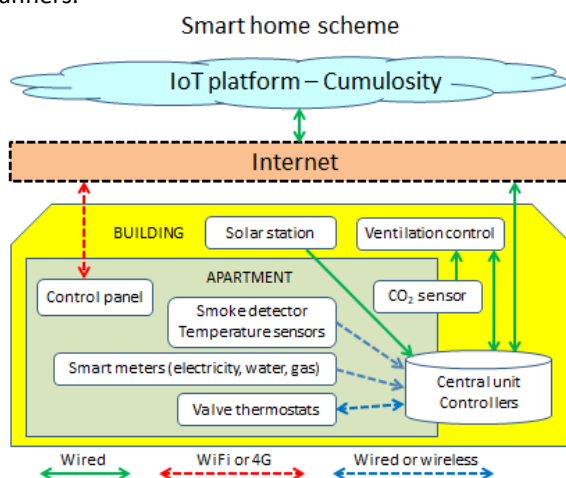 anners.
Smart home scheme
IoT platform – Cumulosity
Internet
BUILDING
Solar station
Ventilation control
APARTMENT
Control panel
CO₂ sensor
Smoke detector
Temperature sensors
Smart meters (electricity, water, gas)
Central unit
Controllers
Valve thermostats
Wired
WiFi or 4G
Wired or wireless